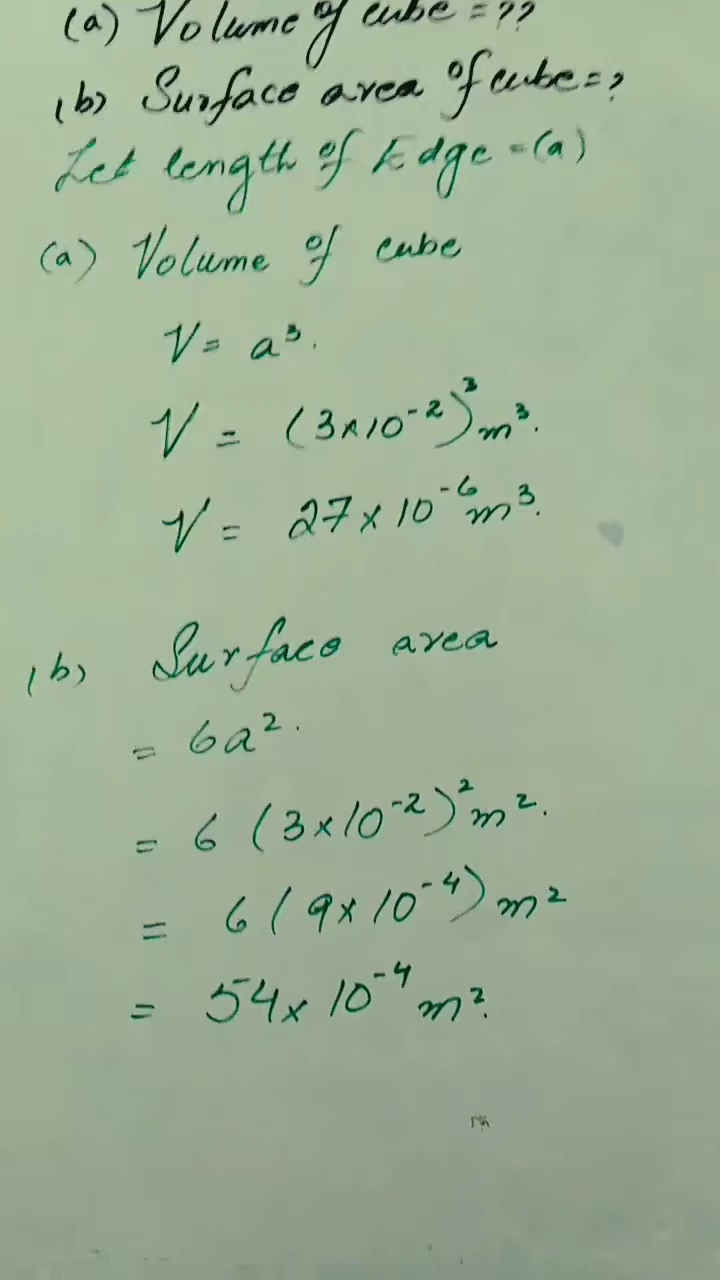 (a) Volume of cube = ??
(b) Surface area of cube = ?
Let length of Edge = (a)
(a) Volume of cube
V = a³.
V = (3×10⁻²)³ m³.
V = 27 × 10⁻⁶ m³.
(b) Surface area
= 6a².
= 6 (3×10⁻²)² m².
= 6 (9×10⁻⁴) m²
= 54× 10⁻⁴ m².